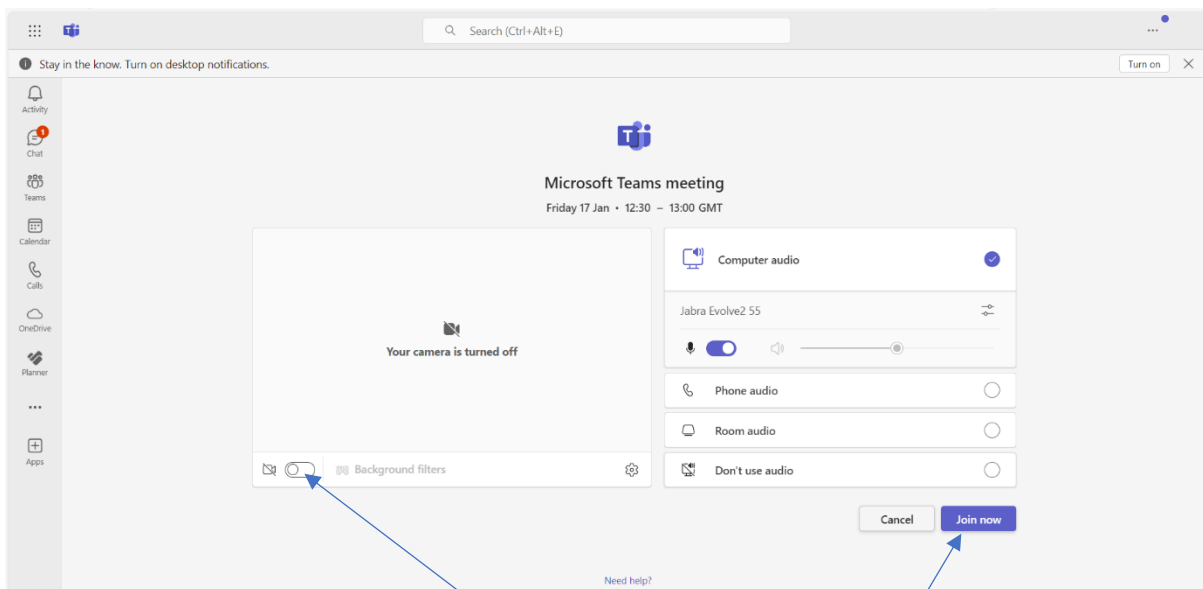 Search (Ctrl+Alt+E)
Stay in the know. Turn on desktop notifications.
Turn on
Activity
1
Chat
Teams
Calendar
Calls
OneDrive
Planner
Apps
T
Microsoft Teams meeting
Friday 17 Jan • 12:30 – 13:00 GMT
Your camera is turned off
Background filters
Computer audio
Jabra Evolve2 55
Phone audio
Room audio
Don't use audio
Cancel
Join now
Need help?